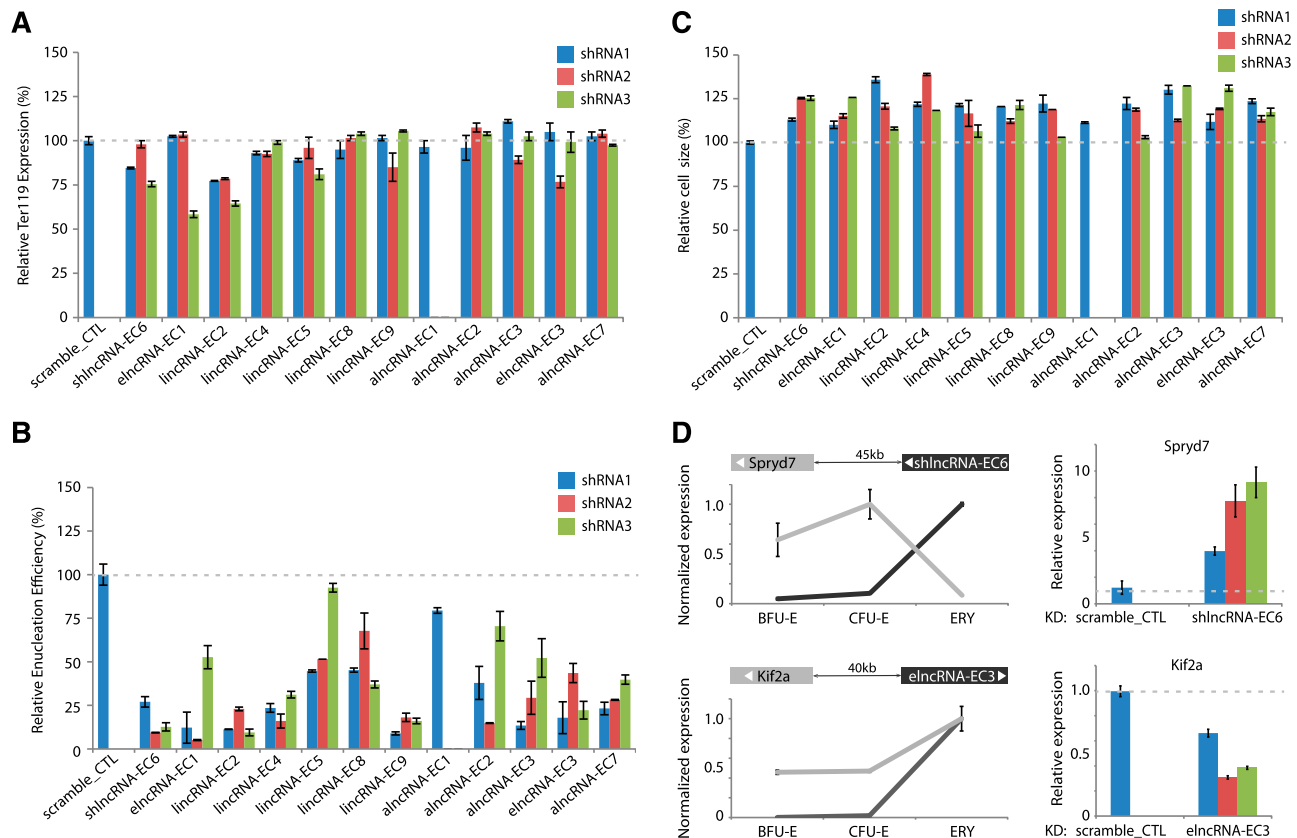 A
Relative Ter119 Expression (%)
150
125
100
75
50
25
0
shRNA1
shRNA2
shRNA3
scramble_CTL
shlncRNA-EC6
elncRNA-EC1
lincRNA-EC2
lincRNA-EC4
lincRNA-EC5
lincRNA-EC8
lincRNA-EC9
alncRNA-EC1
alncRNA-EC2
alncRNA-EC3
elncRNA-EC3
alncRNA-EC7
B
Relative Enucleation Efficiency (%)
150
125
100
75
50
25
0
shRNA1
shRNA2
shRNA3
scramble_CTL
shlncRNA-EC6
elncRNA-EC1
lincRNA-EC2
lincRNA-EC4
lincRNA-EC5
lincRNA-EC8
lincRNA-EC9
alncRNA-EC1
alncRNA-EC2
alncRNA-EC3
elncRNA-EC3
alncRNA-EC7
C
Relative cell size (%)
150
125
100
75
50
25
0
shRNA1
shRNA2
shRNA3
scramble_CTL
shlncRNA-EC6
elncRNA-EC1
lincRNA-EC2
lincRNA-EC4
lincRNA-EC5
lincRNA-EC8
lincRNA-EC9
alncRNA-EC1
alncRNA-EC2
alncRNA-EC3
elncRNA-EC3
alncRNA-EC7
D
Spryd7
45kb
shlncRNA-EC6
Normalized expression
1.0
0.5
0
BFU-E
CFU-E
ERY
Spryd7
Relative expression
10
5
0
KD: scramble_CTL
shlncRNA-EC6
Kif2a
40kb
elncRNA-EC3
Normalized expression
1.0
0.5
0
BFU-E
CFU-E
ERY
Kif2a
Relative expression
1.0
0.5
0
KD: scramble_CTL
elncRNA-EC3